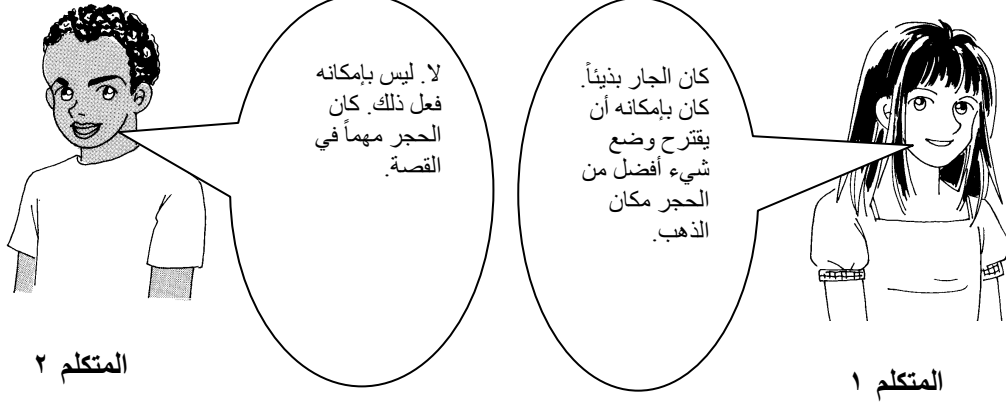 كان الجار بذيئاً.
كان بإمكانه أن
يقترح وضع
شيء أفضل من
الحجر مكان
الذهب.
المتكلم ١
لا. ليس بإمكانه
فعل ذلك. كان
الحجر مهماً في
القصة.
المتكلم ٢